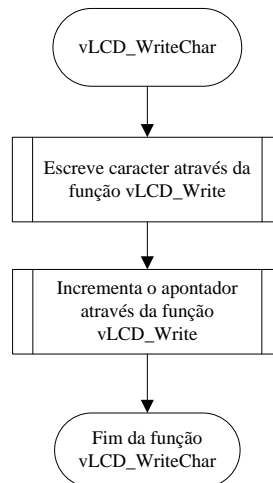 vLCD_WriteChar
Escreve caracter através da
função vLCD_Write
Incrementa o apontador
através da função
vLCD_Write
Fim da função
vLCD_WriteChar